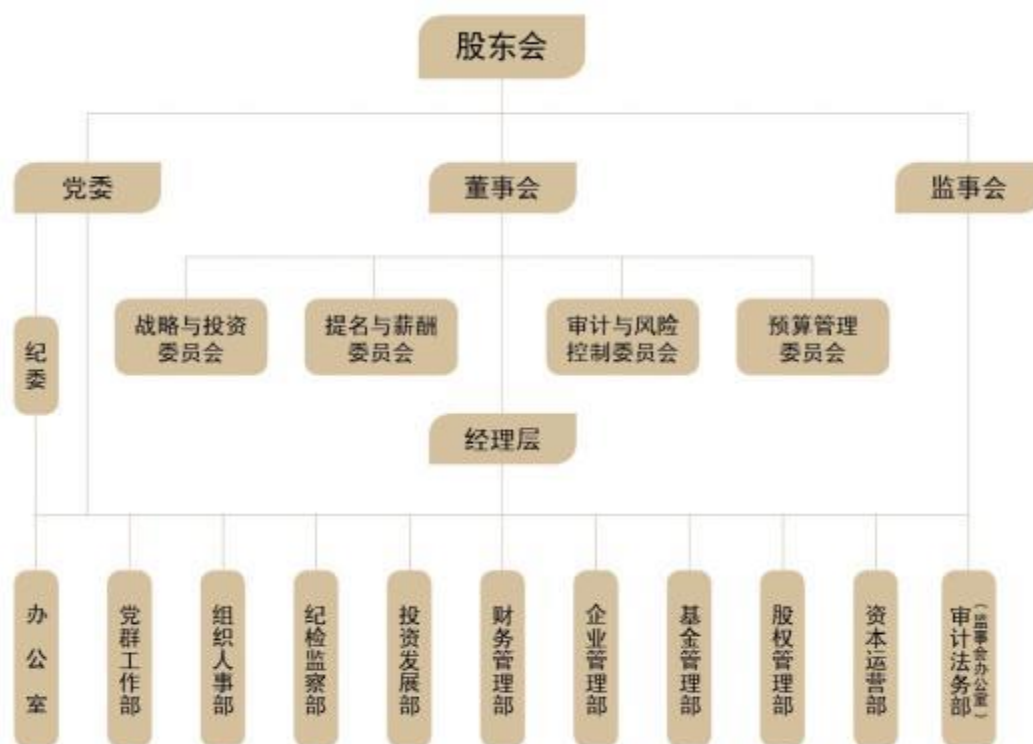 股东会
党委
董事会
监事会
战略与投资
委员会
提名与薪酬
委员会
审计与风险
控制委员会
预算管理
委员会
纪委
经理层
办公室
党群工作部
组织人事部
纪检监察部
投资发展部
财务管理部
企业管理部
基金管理部
股权管理部
资本运营部
审计法务部
(监事会办公室)